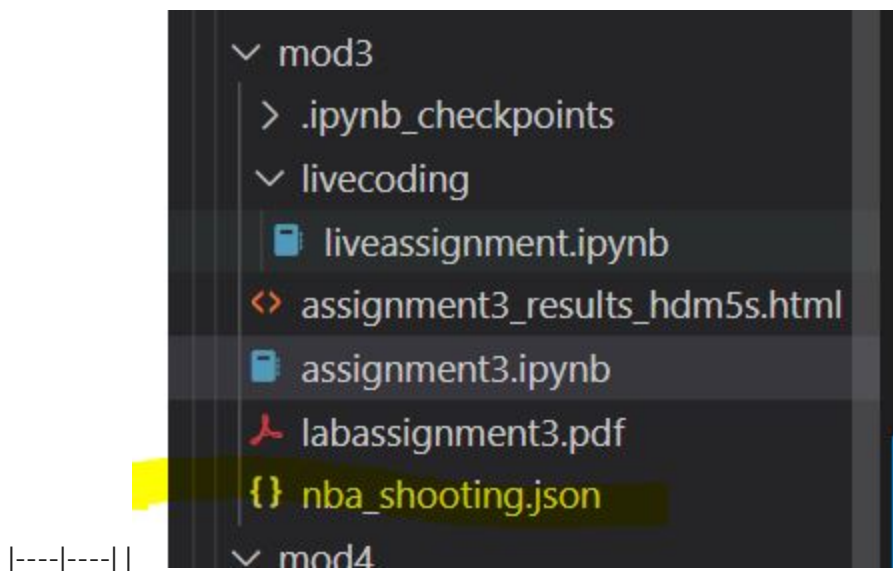 mod3
.ipynb_checkpoints
livecoding
liveassignment.ipynb
assignment3_results_hdm5s.html
assignment3.ipynb
labassignment3.pdf
{} nba_shooting.json
|----|----| |
mod4